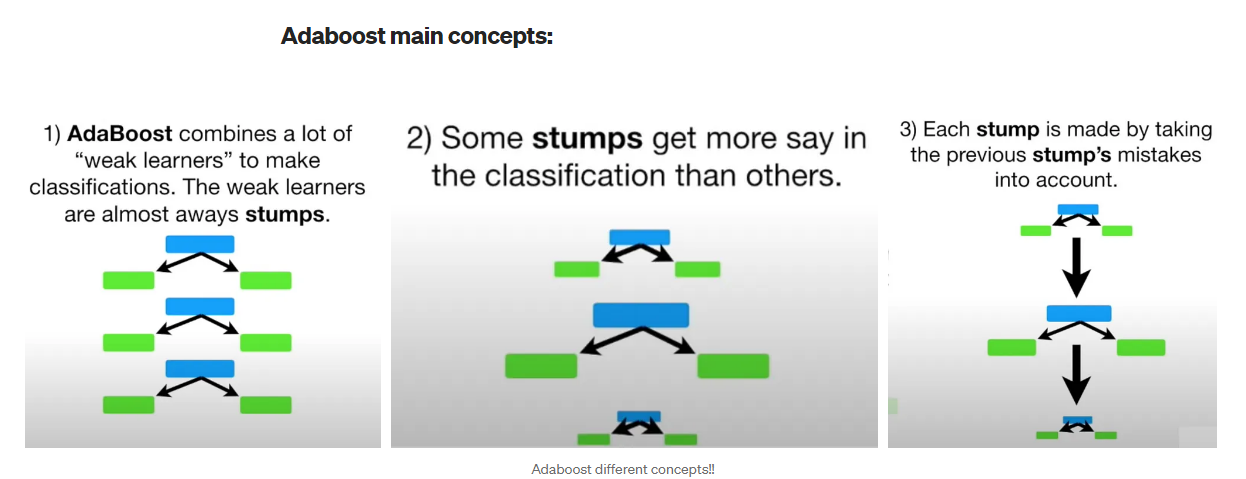 Adaboost main concepts:
1) AdaBoost combines a lot of
“weak learners” to make
classifications. The weak learners
are almost aways stumps.
2) Some stumps get more say in
the classification than others.
3) Each stump is made by taking
the previous stump’s mistakes
into account.
Adaboost different concepts!!